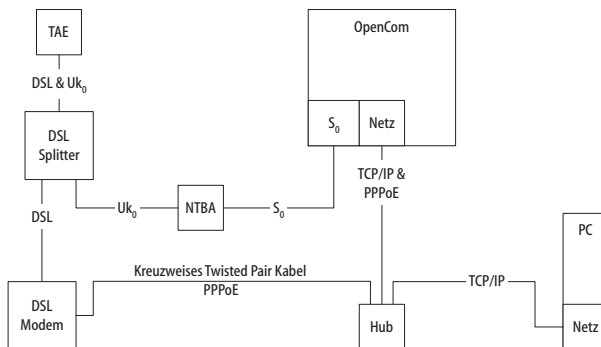 TAE
OpenCom
DSL & Uk0
S0
Netz
DSL
Splitter
TCP/IP &
PPPoE
DSL
Uk0
NTBA
S0
PC
Kreuzweises Twisted Pair Kabel
PPPoE
TCP/IP
DSL
Modem
Hub
Netz